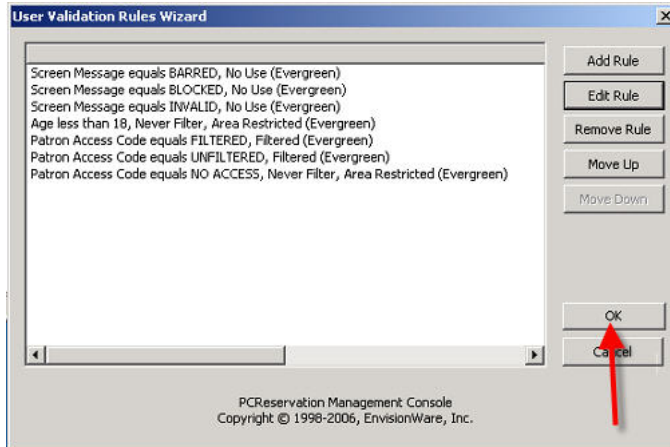 User Validation Rules Wizard
Screen Message equals BARRED, No Use (Evergreen)
Screen Message equals BLOCKED, No Use (Evergreen)
Screen Message equals INVALID, No Use (Evergreen)
Age less than 18, Never Filter, Area Restricted (Evergreen)
Patron Access Code equals FILTERED, Filtered (Evergreen)
Patron Access Code equals UNFILTERED, Filtered (Evergreen)
Patron Access Code equals NO ACCESS, Never Filter, Area Restricted (Evergreen)
Add Rule
Edit Rule
Remove Rule
Move Up
Move Down
OK
Cancel
PCReservation Management Console
Copyright © 1998-2006, EnvisionWare, Inc.